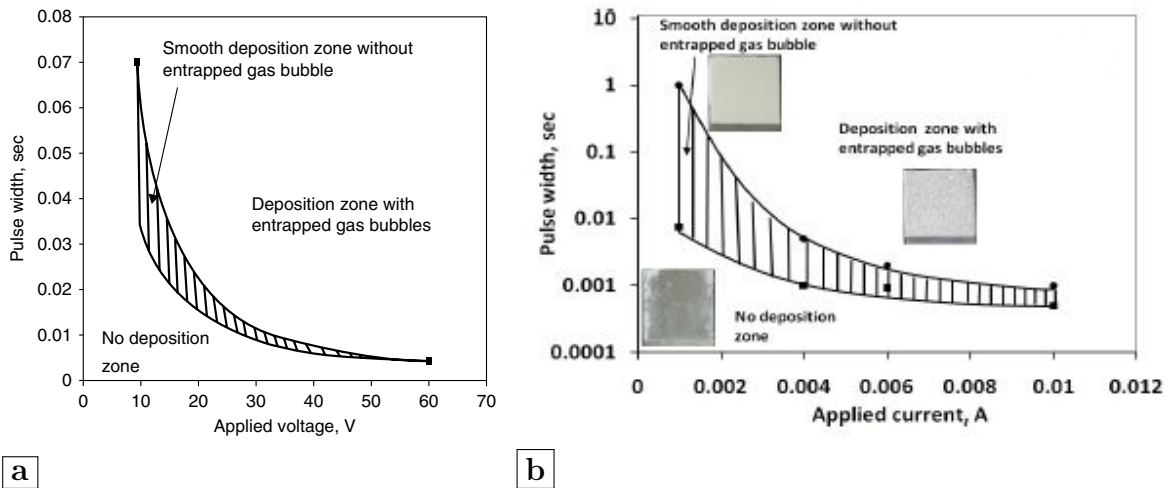 Smooth deposition zone without
entrapped gas bubble
Deposition zone with
entrapped gas bubbles
No deposition
zone
Pulse width, sec
0.07
0.06
0.05
0.04
0.03
0.02
0.01
0
0 10 20 30 40 50 60 70
Applied voltage, V
a
Smooth deposition zone without
entrapped gas bubble
Deposition zone with
entrapped gas bubbles
No deposition
zone
Pulse width, sec
10
1
0.1
0.01
0.001
0.0001
0 0.002 0.004 0.006 0.008 0.01 0.012
Applied current, A
b